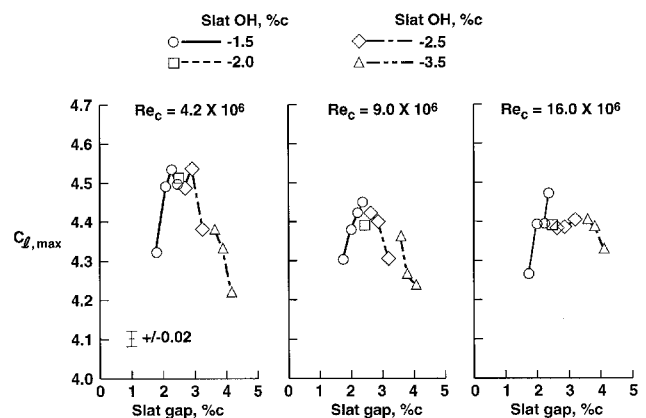 Slat OH, %c Slat OH, %c
-1.5 -2.5
-2.0 -3.5
4.7
4.6
4.5
4.4
4.3
4.2
4.1
4.0
Cℓ,max
Re_c = 4.2 X 10⁶ Re_c = 9.0 X 10⁶ Re_c = 16.0 X 10⁶
+/-0.02
0 1 2 3 4 5 0 1 2 3 4 5 0 1 2 3 4 5
Slat gap, %c Slat gap, %c Slat gap, %c